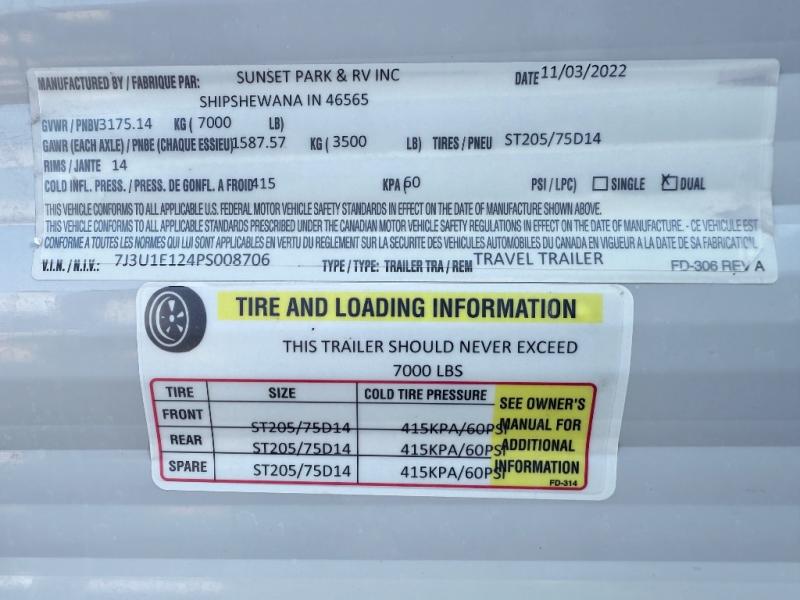 MANUFACTURED BY / FABRIQUE PAR: SUNSET PARK & RV INC DATE 11/03/2022
SHIPSHEWANA IN 46565
GVWR / PNBV 3175.14 KG ( 7000 LB)
GAWR (EACH AXLE) / PNBE (CHAQUE ESSIEU) 1587.57 KG ( 3500 LB) TIRES / PNEU ST205/75D14
RIMS / JANTE 14
COLD INFL. PRESS. / PRESS. DE GONFL. A FROID 415 KPA ( 60 PSI / LPC) SINGLE X DUAL
THIS VEHICLE CONFORMS TO ALL APPLICABLE U.S. FEDERAL MOTOR VEHICLE SAFETY STANDARDS IN EFFECT ON THE DATE OF MANUFACTURE SHOWN ABOVE.
THIS VEHICLE CONFORMS TO ALL APPLICABLE STANDARDS PRESCRIBED UNDER THE CANADIAN MOTOR VEHICLE SAFETY REGULATIONS IN EFFECT ON THE DATE OF MANUFACTURE. - CE VEHICULE EST
CONFORME A TOUTES LES NORMES QUI LUI SONT APPLICABLES EN VERTU DU REGLEMENT SUR LA SECURITE DES VEHICULES AUTOMOBILES DU CANADA EN VIGUEUR A LA DATE DE SA FABRICATION.
V.I.N. / N.I.V.: 7J3U1E124PS008706 TYPE / TYPE: TRAILER TRA / REM TRAVEL TRAILER FD-306 REV A
TIRE AND LOADING INFORMATION
THIS TRAILER SHOULD NEVER EXCEED
7000 LBS
TIRE SIZE COLD TIRE PRESSURE
FRONT ST205/75D14 415KPA/60PSI
REAR ST205/75D14 415KPA/60PSI
SPARE ST205/75D14 415KPA/60PSI
SEE OWNER'S
MANUAL FOR
ADDITIONAL
INFORMATION
FD-314